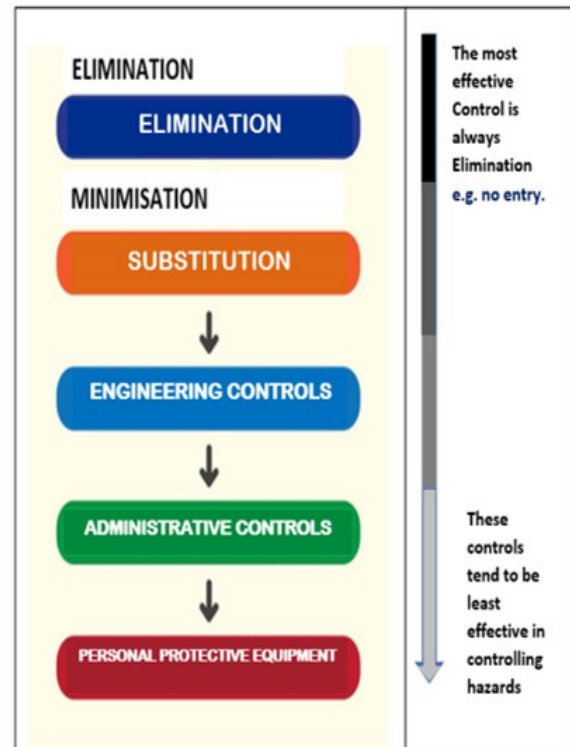 ELIMINATION
ELIMINATION
MINIMISATION
SUBSTITUTION
ENGINEERING CONTROLS
ADMINISTRATIVE CONTROLS
PERSONAL PROTECTIVE EQUIPMENT
The most
effective
Control is
always
Elimination
e.g. no entry.
These
controls
tend to be
least
effective in
controlling
hazards